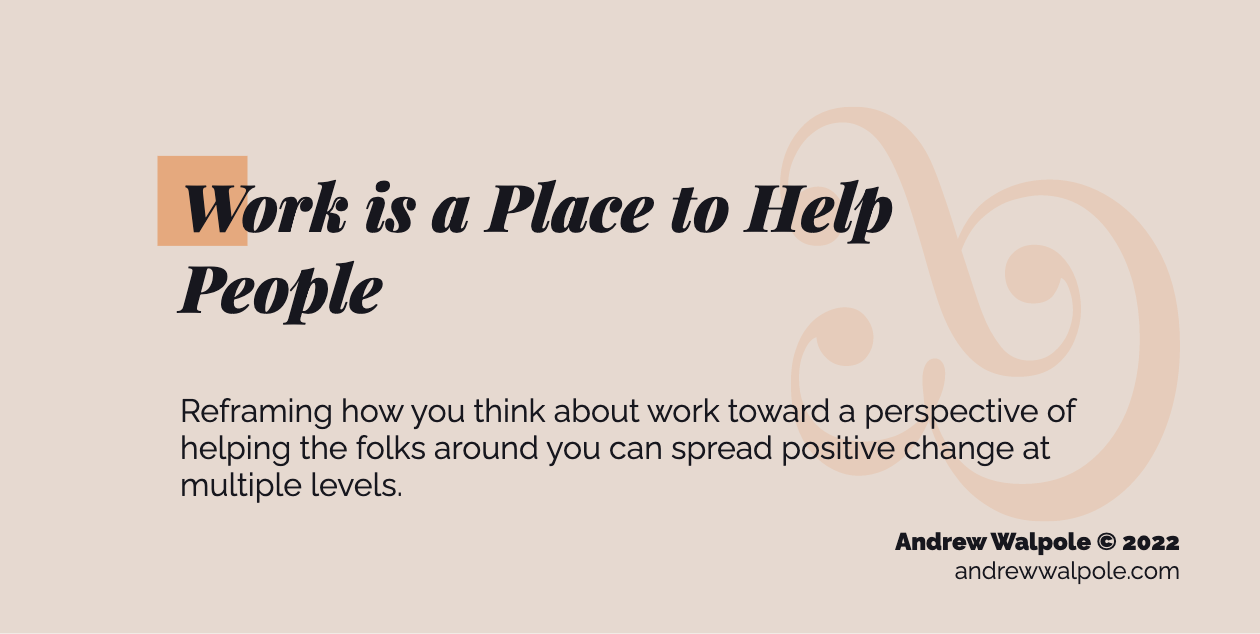 Work is a Place to Help
People
Reframing how you think about work toward a perspective of
helping the folks around you can spread positive change at
multiple levels.
Andrew Walpole © 2022
andrewwalpole.com